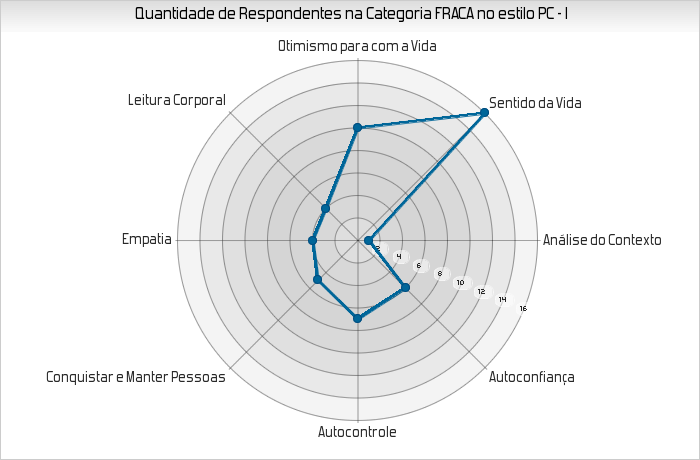 Quantidade de Respondentes na Categoria FRACA no estilo PC - I
Otimismo para com a Vida
Leitura Corporal
Sentido da Vida
Empatia
Análise do Contexto
2
4
6
8
10
12
14
16
Conquistar e Manter Pessoas
Autoconfiança
Autocontrole